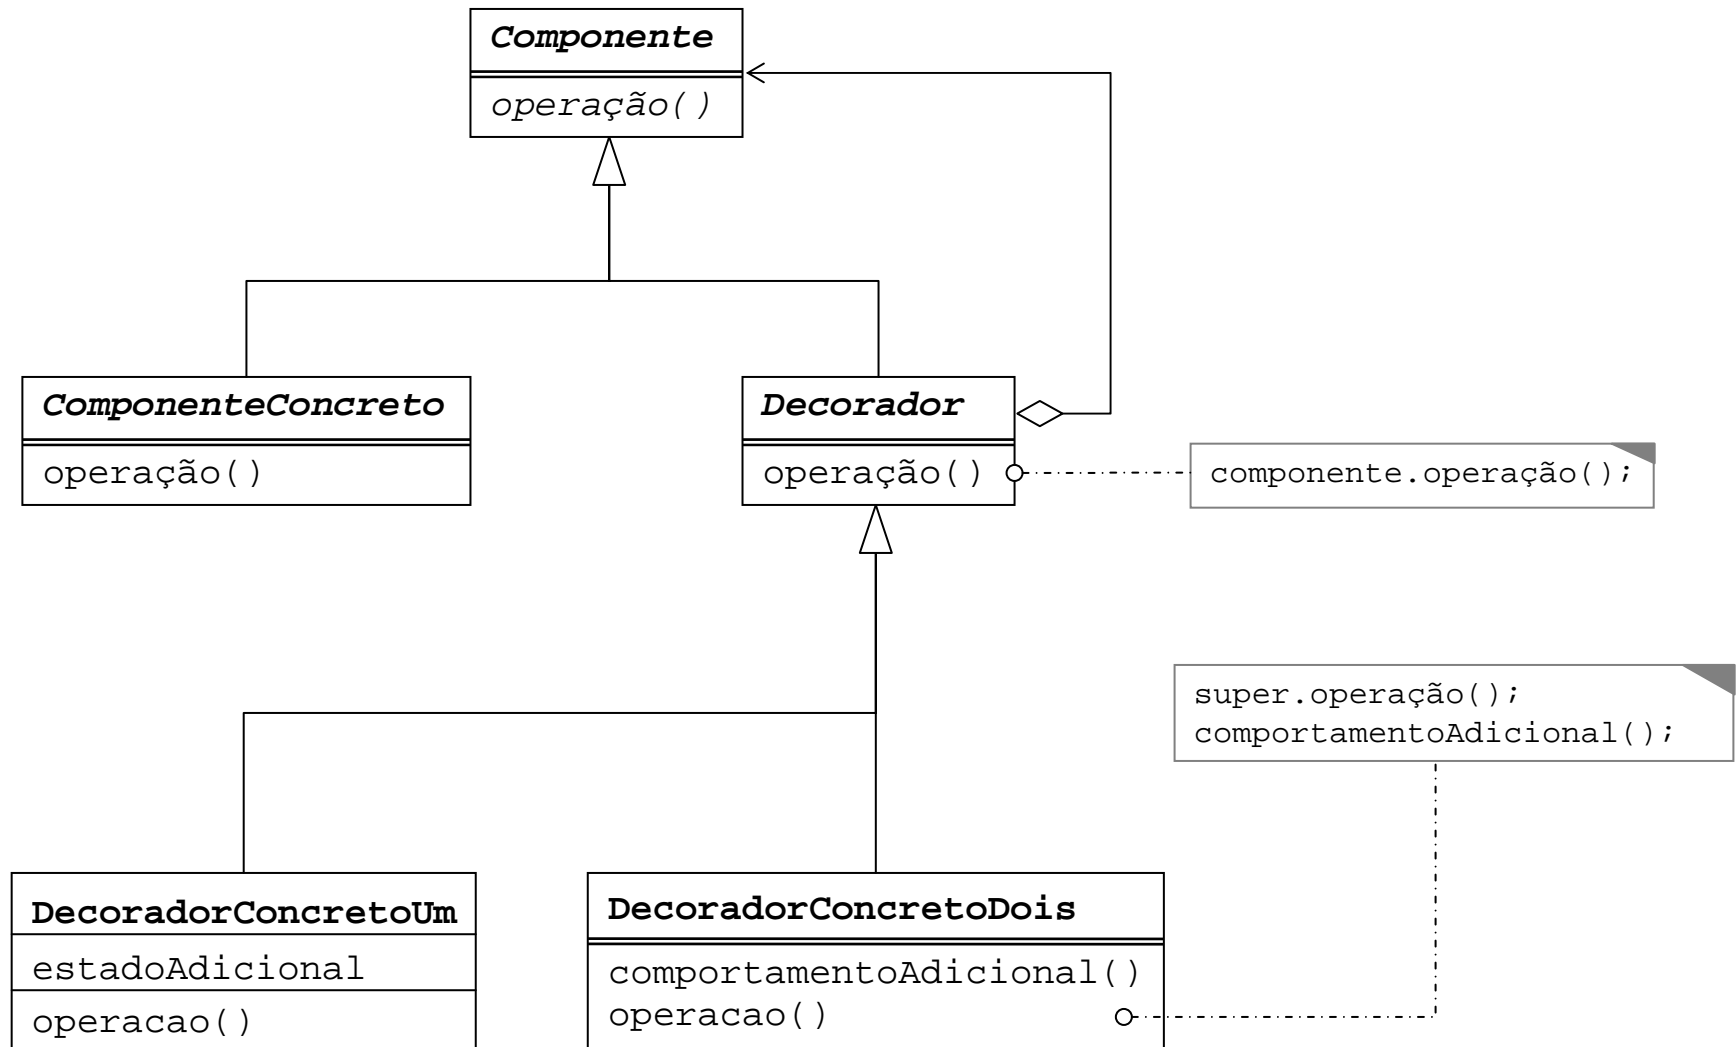 Componente
operação()
ComponenteConcreto
operação()
Decorador
operação()
componente.operação();
super.operação();
comportamentoAdicional();
DecoradorConcretoUm
estadoAdicional
operacao()
DecoradorConcretoDois
comportamentoAdicional()
operacao()